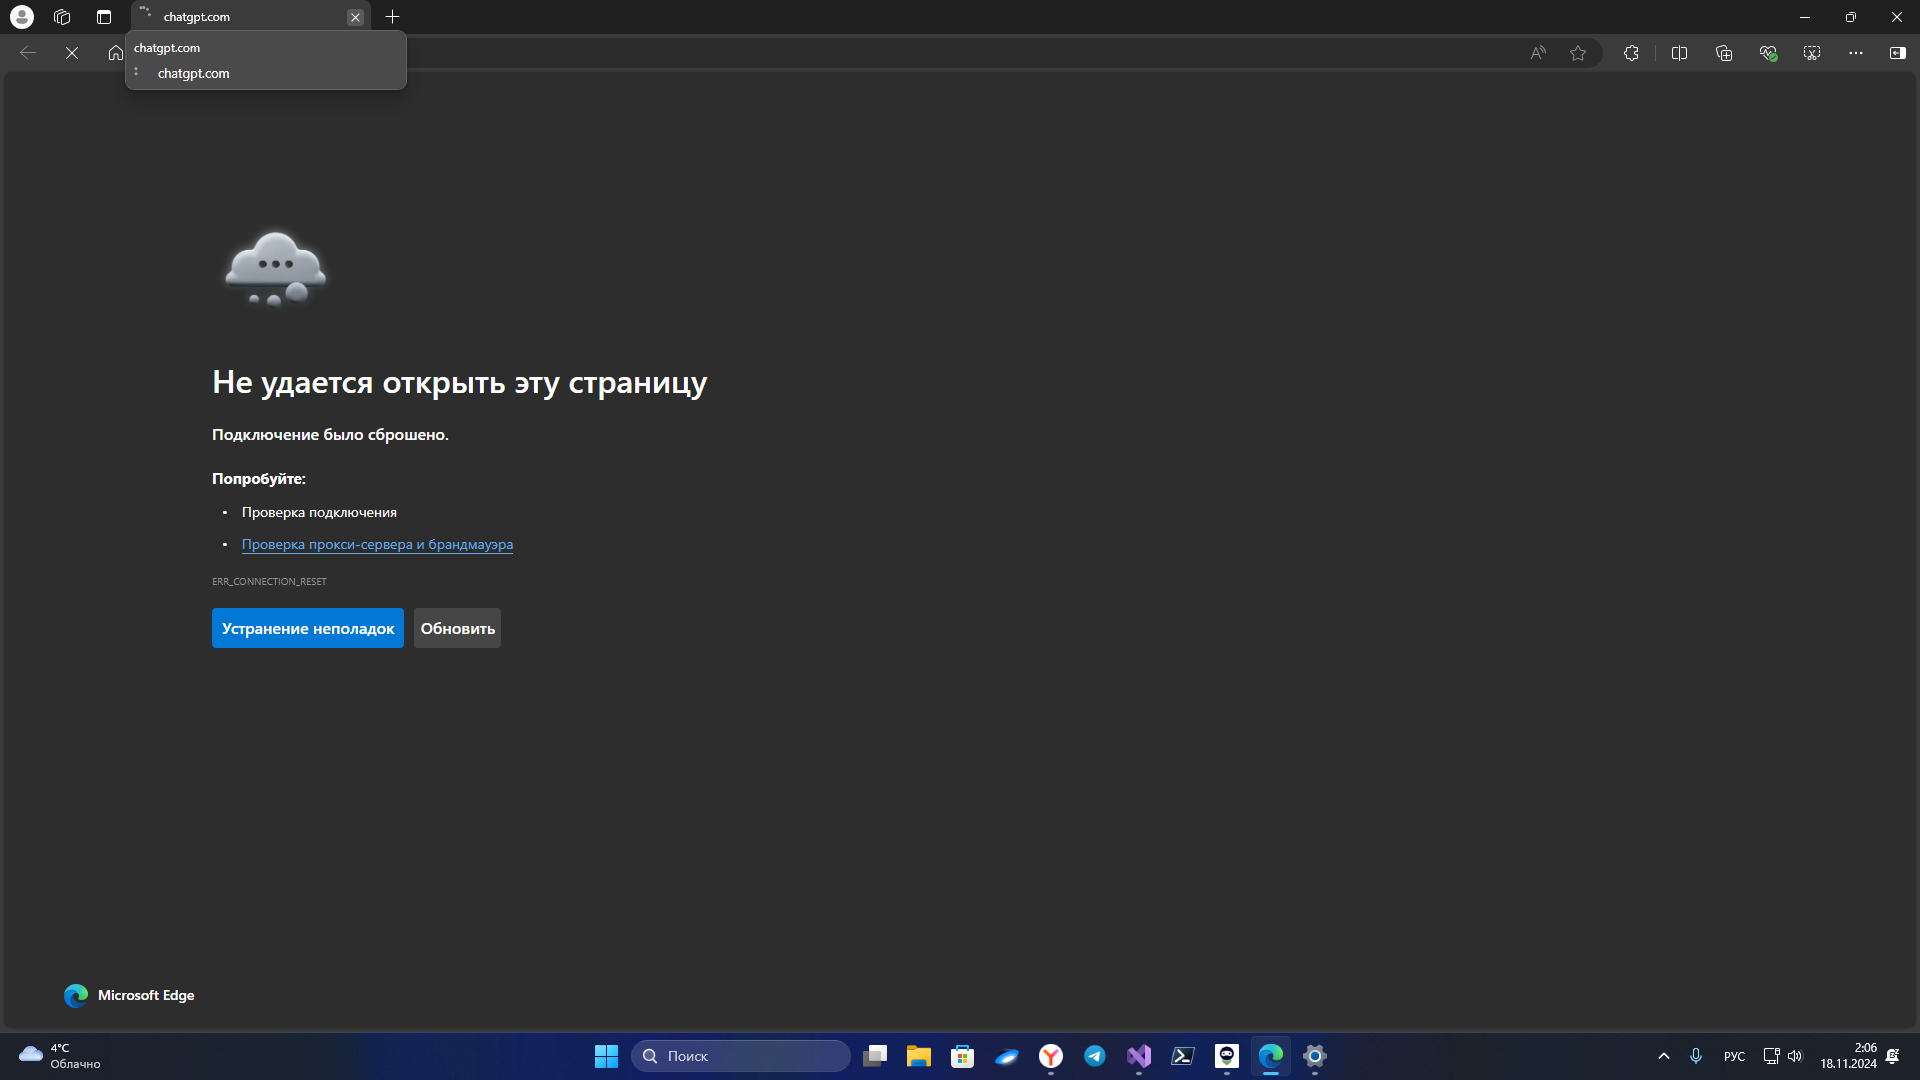 chatgpt.com
chatgpt.com
chatgpt.com
Не удается открыть эту страницу
Подключение было сброшено.
Попробуйте:
• Проверка подключения
• Проверка прокси-сервера и брандмауэра
ERR_CONNECTION_RESET
Устранение неполадок Обновить
Microsoft Edge
4°C
Облачно
Поиск
РУС
2:06
18.11.2024